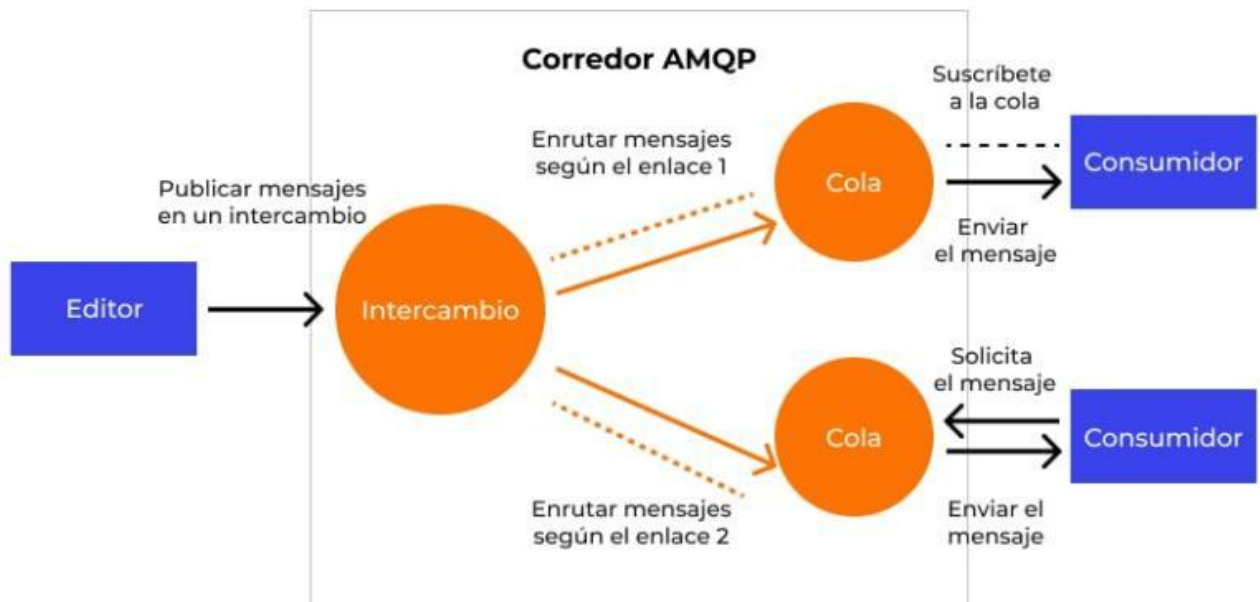 Corredor AMQP
Suscríbete
a la cola
Enrutar mensajes
según el enlace 1
Cola
Consumidor
Publicar mensajes
en un intercambio
Enviar
el mensaje
Editor
Intercambio
Solicita
el mensaje
Cola
Consumidor
Enrutar mensajes
según el enlace 2
Enviar el
mensaje